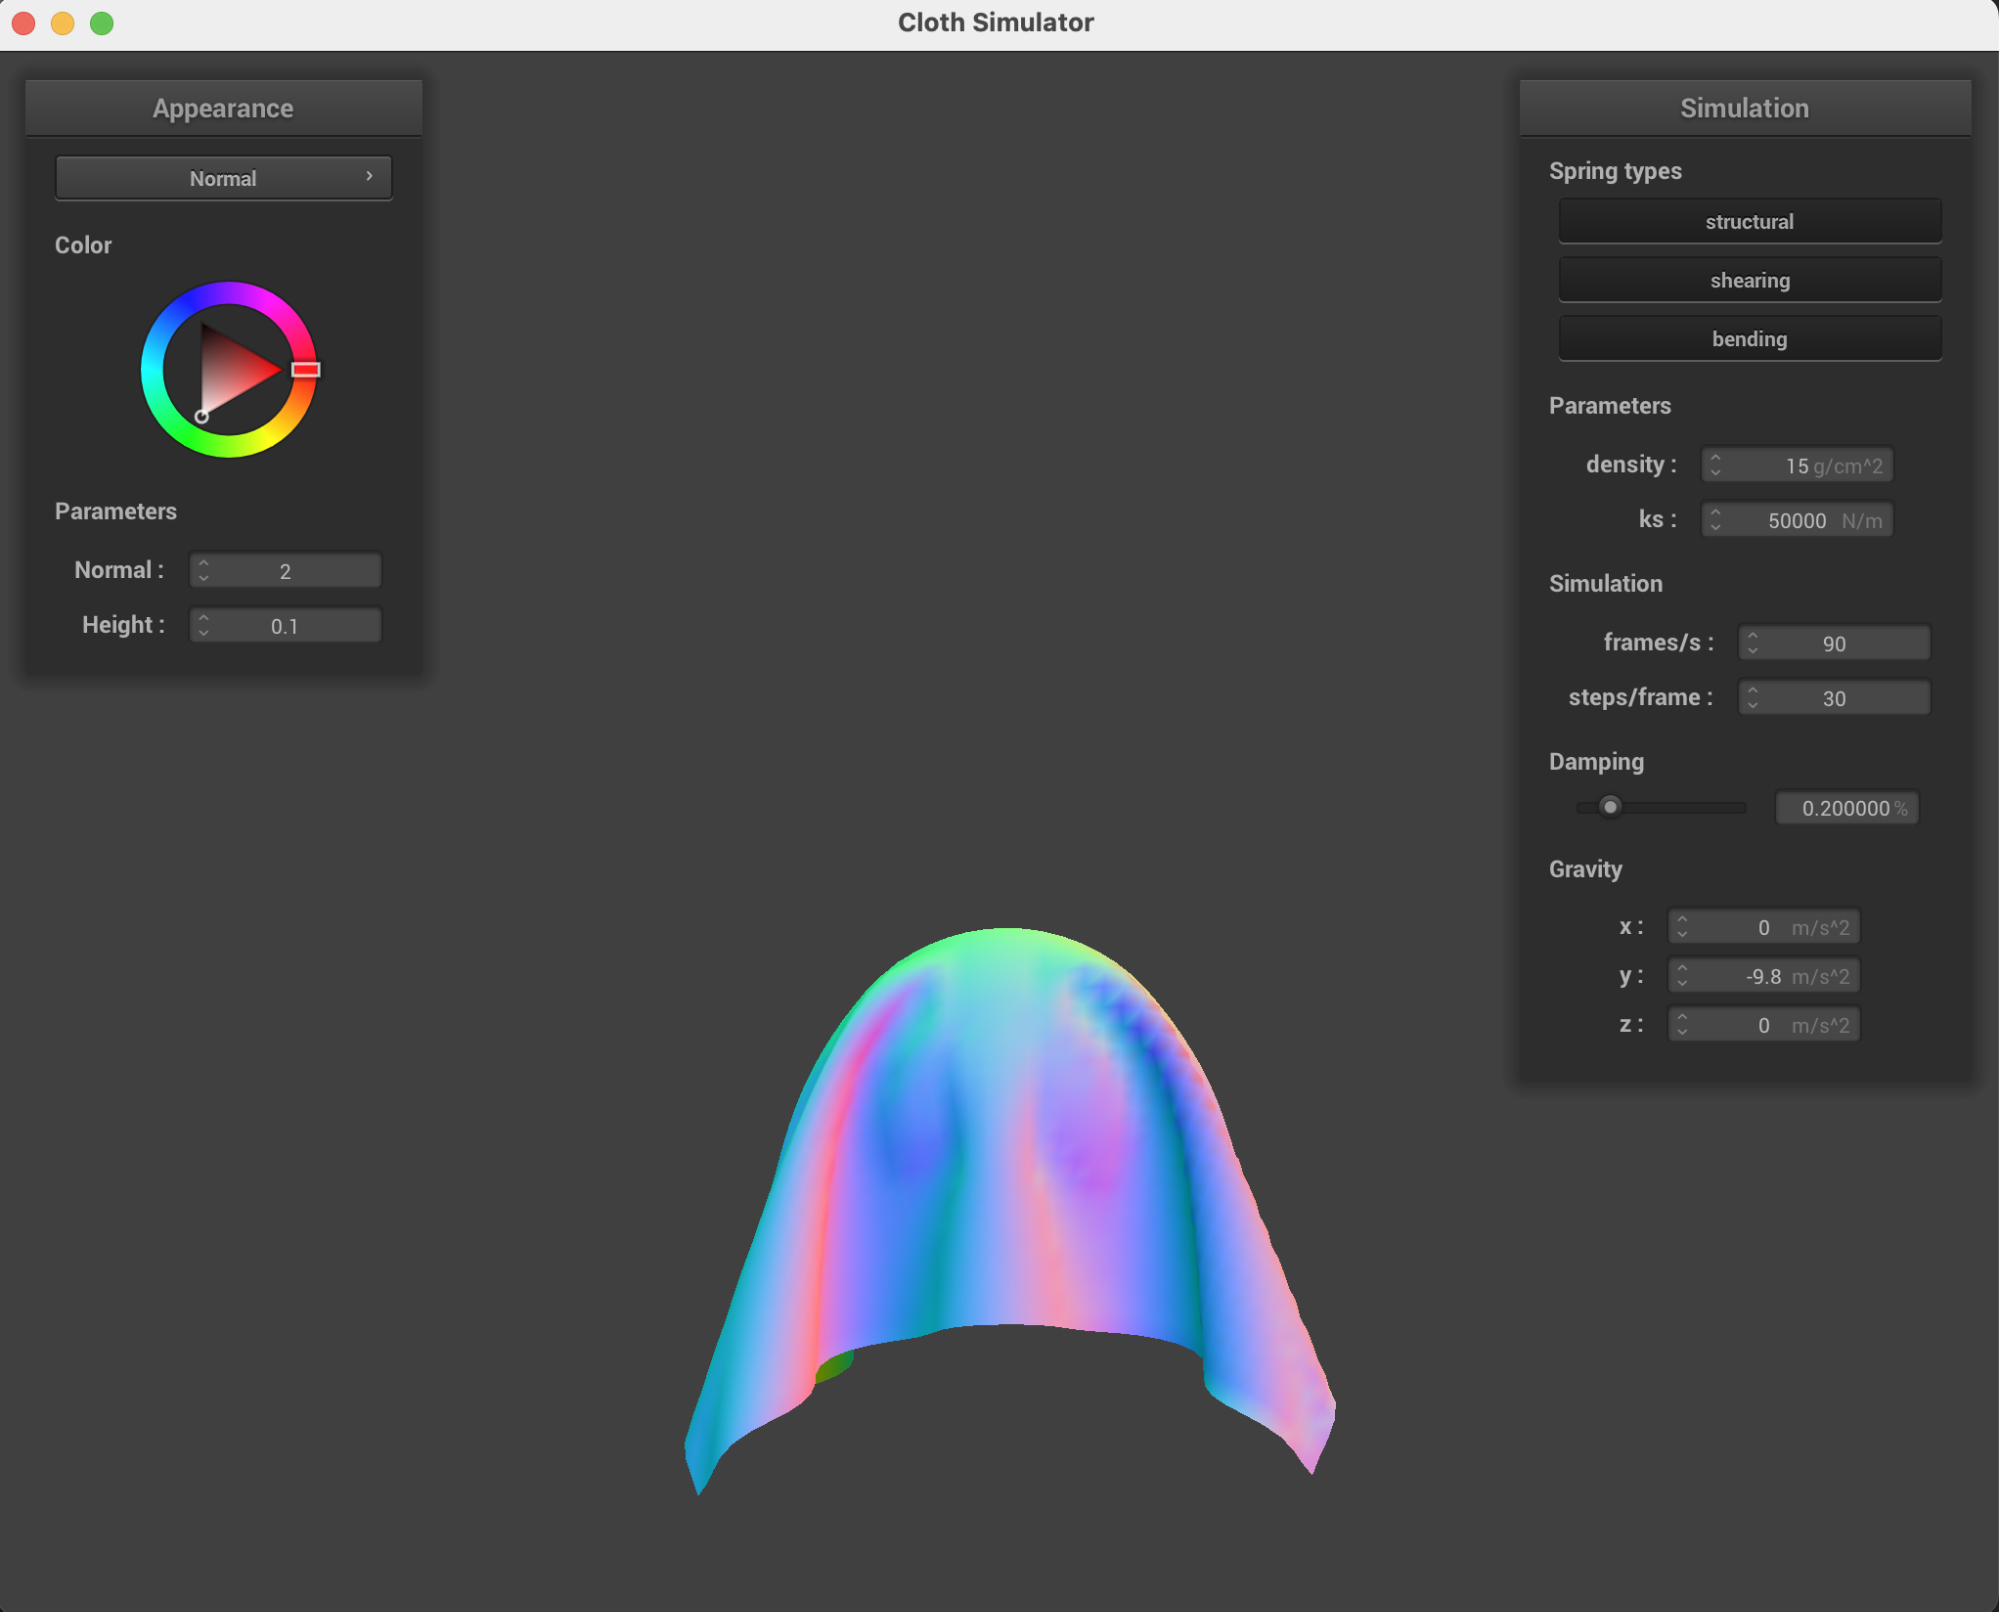 Cloth Simulator
Appearance
Normal
Color
Parameters
Normal : 2
Height : 0.1
Simulation
Spring types
structural
shearing
bending
Parameters
density : 15 g/cm^2
ks : 50000 N/m
Simulation
frames/s : 90
steps/frame : 30
Damping
0.200000 %
Gravity
x : 0 m/s^2
y : -9.8 m/s^2
z : 0 m/s^2